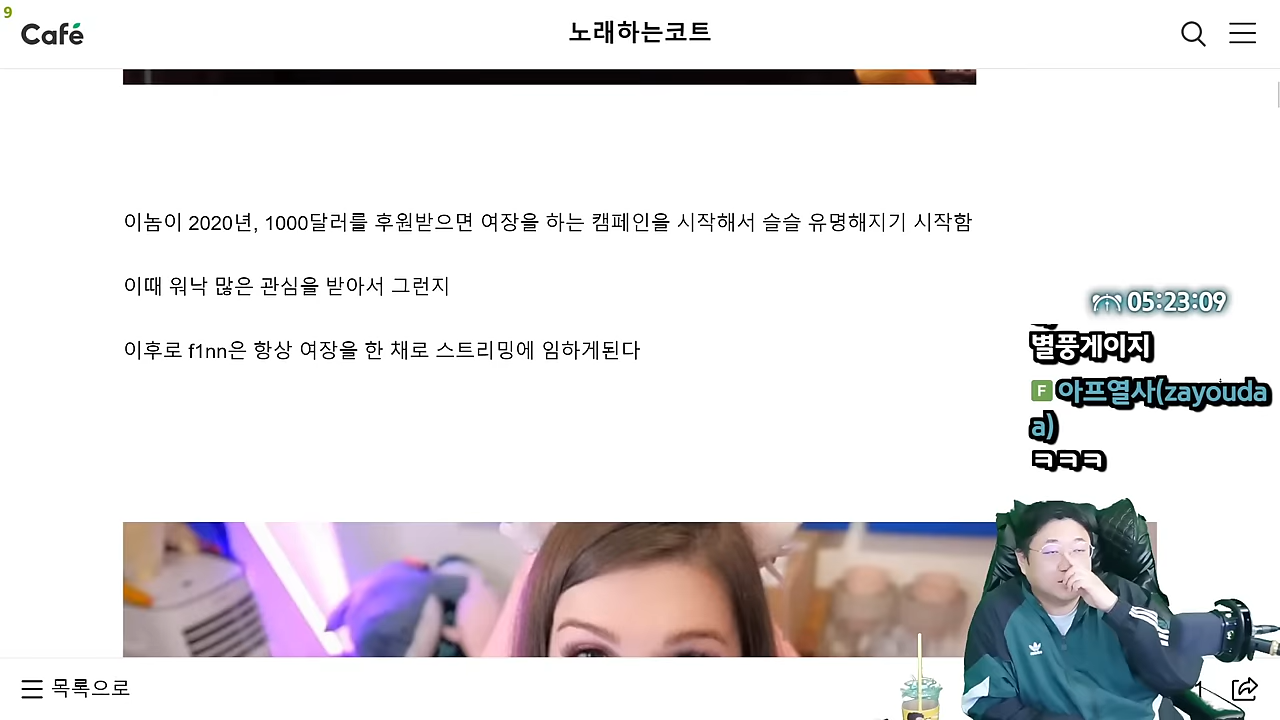 9
Café
노래하는코트
이놈이 2020년, 1000달러를 후원받으면 여장을 하는 캠페인을 시작해서 슬슬 유명해지기 시작함
이때 워낙 많은 관심을 받아서 그런지
이후로 f1nn은 항상 여장을 한 채로 스트리밍에 임하게된다
05:23:09
별풍게이지
F 아프열사(zayouda
a)
ㅋㅋㅋ
목록으로